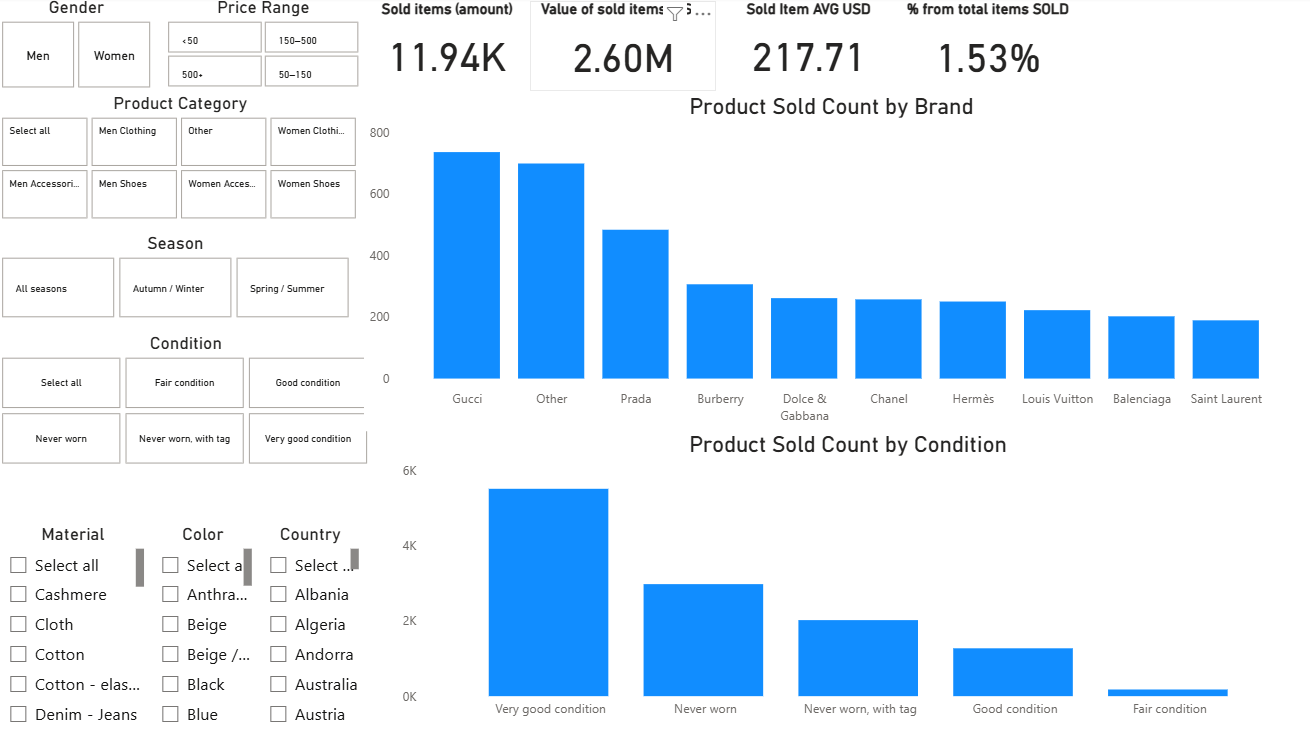 Gender
Men
Women
Price Range
<50
150–500
500+
50–150
Sold items (amount)
11.94K
Value of sold items
2.60M
Sold Item AVG USD
217.71
% from total items SOLD
1.53%
Product Category
Select all
Men Clothing
Other
Women Clothi...
Men Accessori...
Men Shoes
Women Acces...
Women Shoes
Season
All seasons
Autumn / Winter
Spring / Summer
Condition
Select all
Fair condition
Good condition
Never worn
Never worn, with tag
Very good condition
Material
Select all
Cashmere
Cloth
Cotton
Cotton - elas...
Denim - Jeans
Color
Select a
Anthra...
Beige
Beige /...
Black
Blue
Country
Select ...
Albania
Algeria
Andorra
Australia
Austria
Product Sold Count by Brand
800
600
400
200
0
Gucci
Other
Prada
Burberry
Dolce &
Gabbana
Chanel
Hermès
Louis Vuitton
Balenciaga
Saint Laurent
Product Sold Count by Condition
6K
4K
2K
0K
Very good condition
Never worn
Never worn, with tag
Good condition
Fair condition